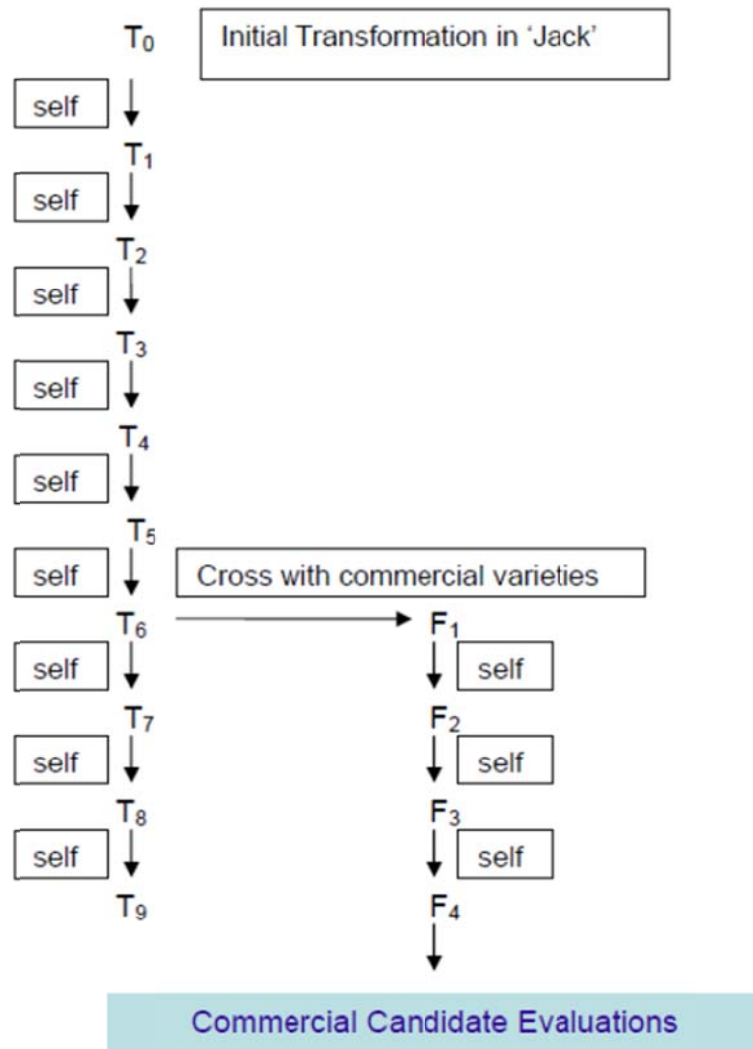 T₀
Initial Transformation in ‘Jack’
self
T₁
self
T₂
self
T₃
self
T₄
self
T₅
self
Cross with commercial varieties
T₆
F₁
self
self
T₇
F₂
self
self
T₈
F₃
self
self
T₉
F₄
Commercial Candidate Evaluations